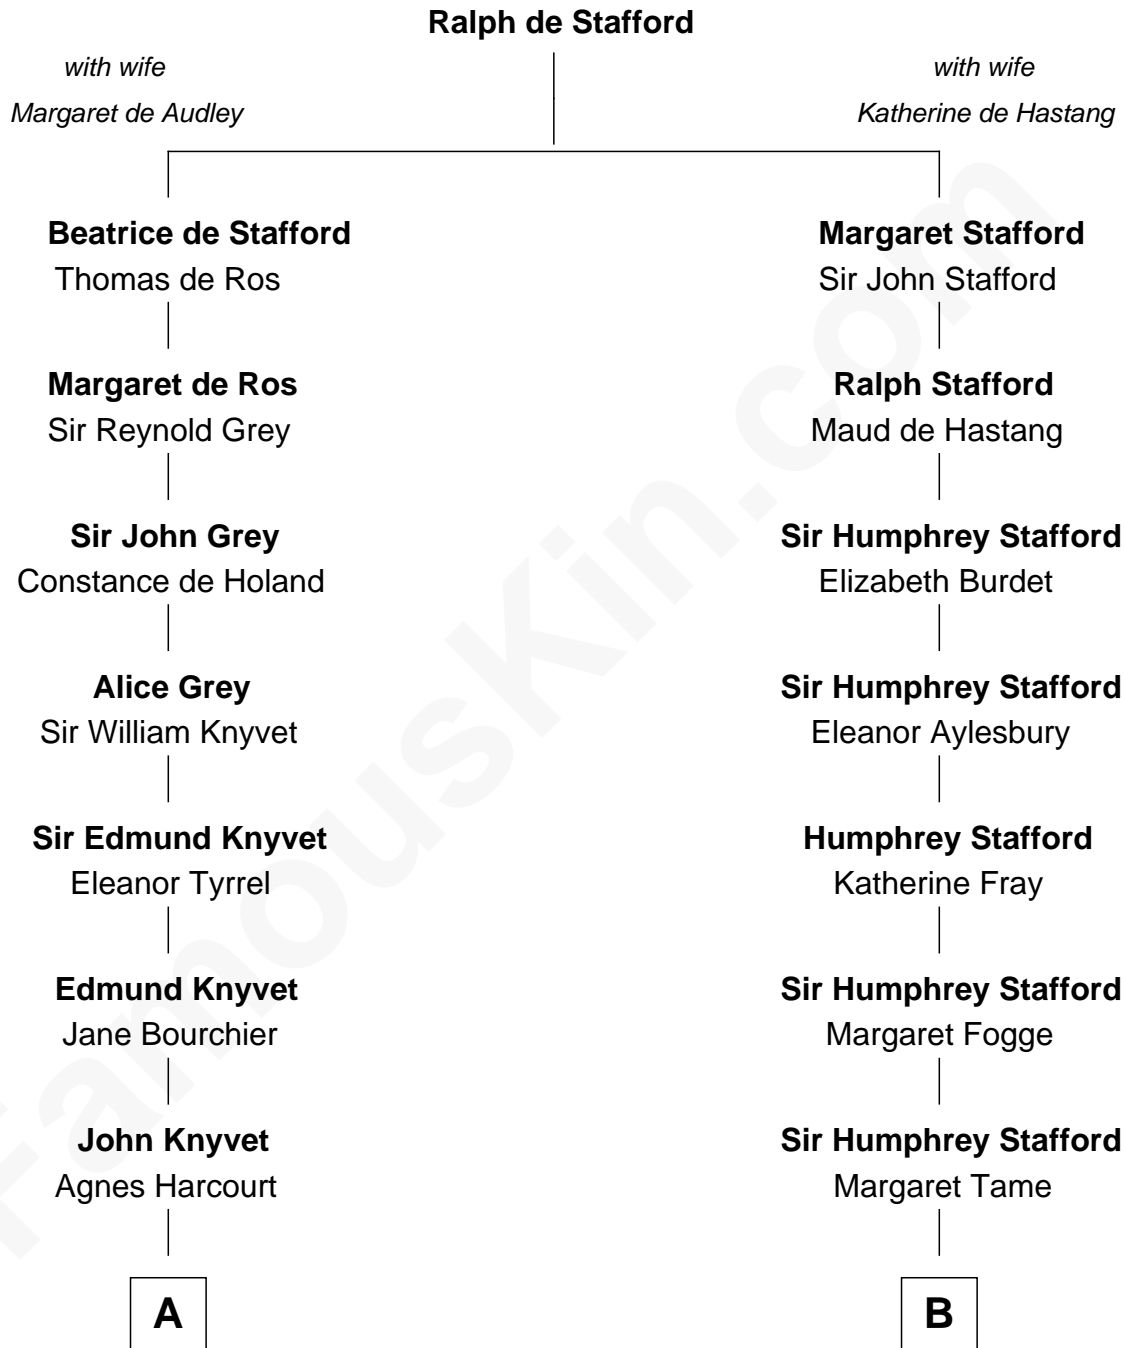 Ralph de Stafford
with wife
Margaret de Audley
with wife
Katherine de Hastang
Beatrice de Stafford
Thomas de Ros
Margaret Stafford
Sir John Stafford
Margaret de Ros
Sir Reynold Grey
Ralph Stafford
Maud de Hastang
Sir John Grey
Constance de Holand
Sir Humphrey Stafford
Elizabeth Burdet
Alice Grey
Sir William Knyvet
Sir Humphrey Stafford
Eleanor Aylesbury
Sir Edmund Knyvet
Eleanor Tyrrel
Humphrey Stafford
Katherine Fray
Edmund Knyvet
Jane Bourchier
Sir Humphrey Stafford
Margaret Fogge
John Knyvet
Agnes Harcourt
Sir Humphrey Stafford
Margaret Tame
A
B
FamousKin.com